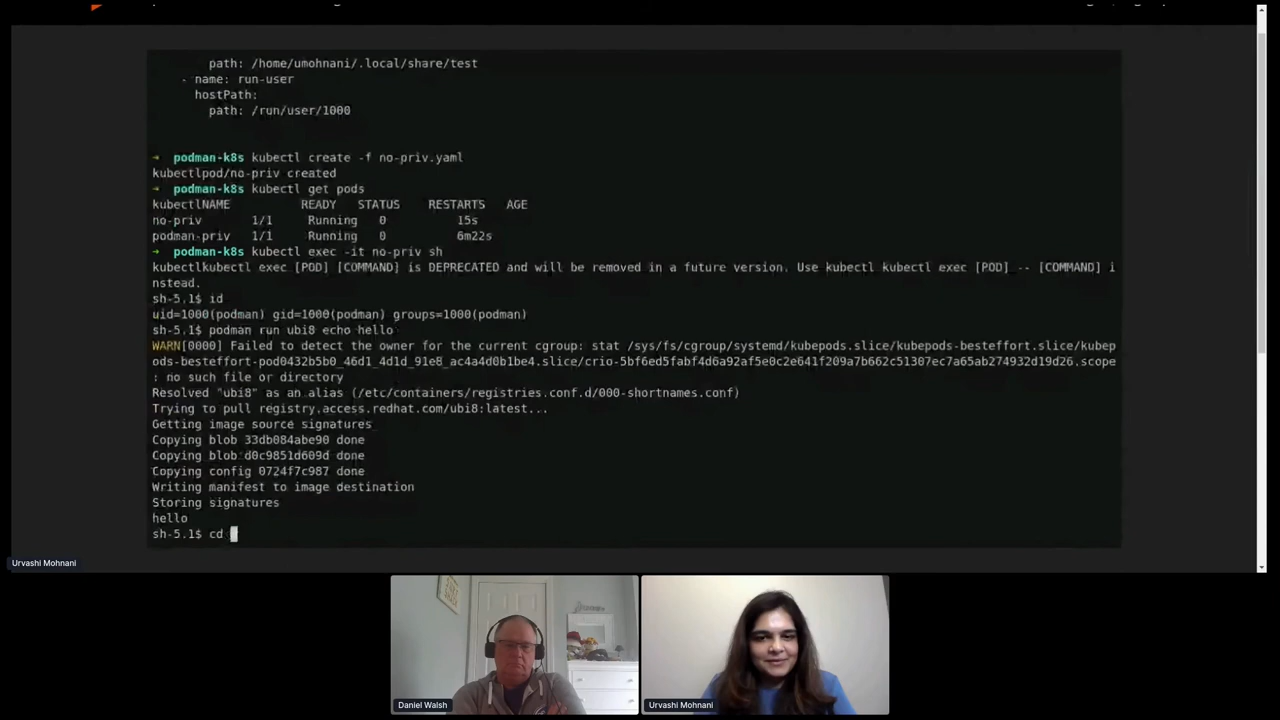 path: /home/umohnani/.local/share/test
- name: run-user
hostPath:
path: /run/user/1000
→ podman-k8s kubectl create -f no-priv.yaml
kubectlpod/no-priv created
→ podman-k8s kubectl get pods
kubectlNAME READY STATUS RESTARTS AGE
no-priv 1/1 Running 0 15s
podman-priv 1/1 Running 0 6m22s
→ podman-k8s kubectl exec -it no-priv sh
kubectlkubectl exec [POD] [COMMAND] is DEPRECATED and will be removed in a future version. Use kubectl kubectl exec [POD] -- [COMMAND] i
nstead.
sh-5.1$ id
uid=1000(podman) gid=1000(podman) groups=1000(podman)
sh-5.1$ podman run ubi8 echo hello
WARN[0000] Failed to detect the owner for the current cgroup: stat /sys/fs/cgroup/systemd/kubepods.slice/kubepods-besteffort.slice/kubep
ods-besteffort-pod0432b5b0_46d1_4d1d_91e8_ac4a4d0b1be4.slice/crio-5bf6ed5fabf4d6a92af5e0c2e641f209a7b662c51307ec7a65ab274932d19d26.scope
: no such file or directory
Resolved "ubi8" as an alias (/etc/containers/registries.conf.d/000-shortnames.conf)
Trying to pull registry.access.redhat.com/ubi8:latest...
Getting image source signatures
Copying blob 33db084abe90 done
Copying blob d0c9851d609d done
Copying config 0724f7c987 done
Writing manifest to image destination
Storing signatures
hello
sh-5.1$ cd
Urvashi Mohnani
Daniel Walsh
Urvashi Mohnani